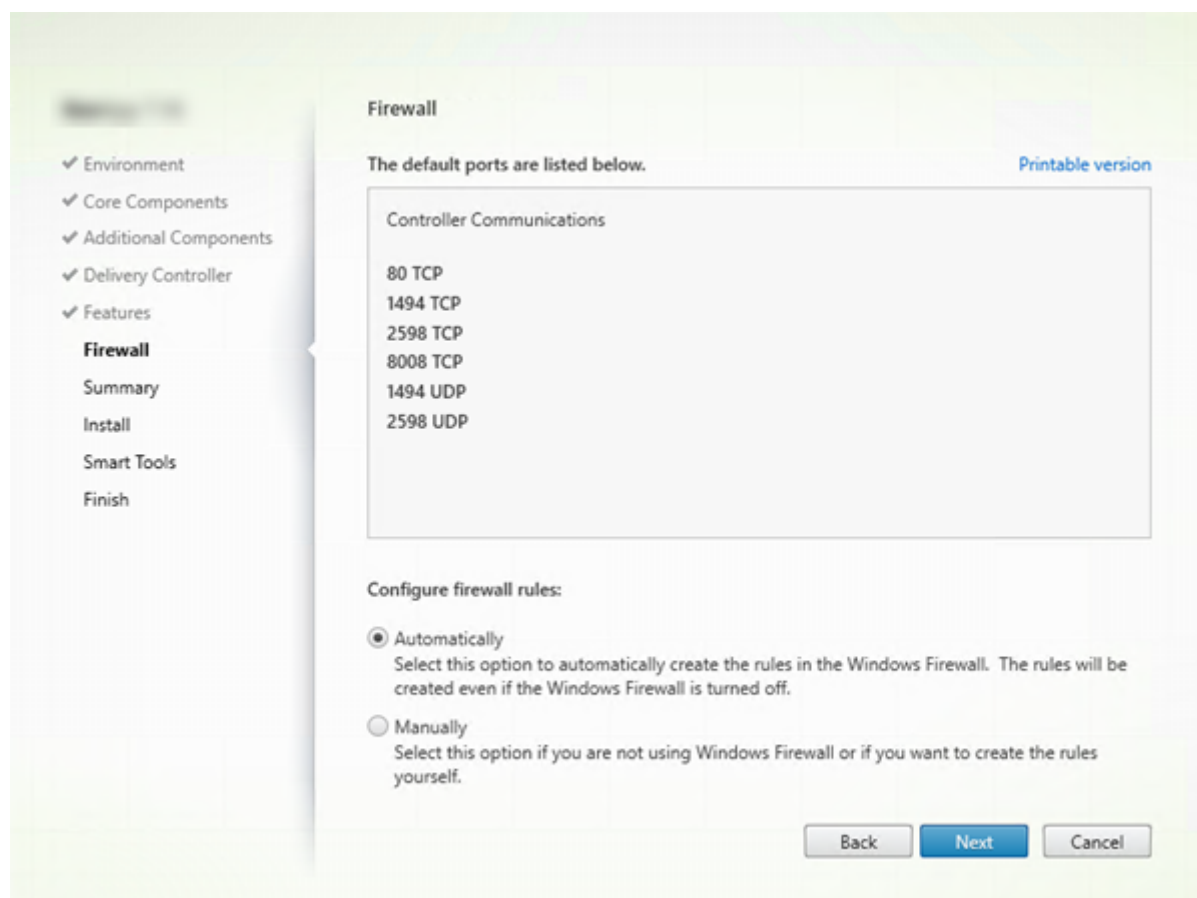 Firewall
Environment
Core Components
Additional Components
Delivery Controller
Features
Firewall
Summary
Install
Smart Tools
Finish
The default ports are listed below.
Printable version
Controller Communications
80 TCP
1494 TCP
2598 TCP
8008 TCP
1494 UDP
2598 UDP
Configure firewall rules:
Automatically
Select this option to automatically create the rules in the Windows Firewall. The rules will be
created even if the Windows Firewall is turned off.
Manually
Select this option if you are not using Windows Firewall or if you want to create the rules
yourself.
Back
Next
Cancel